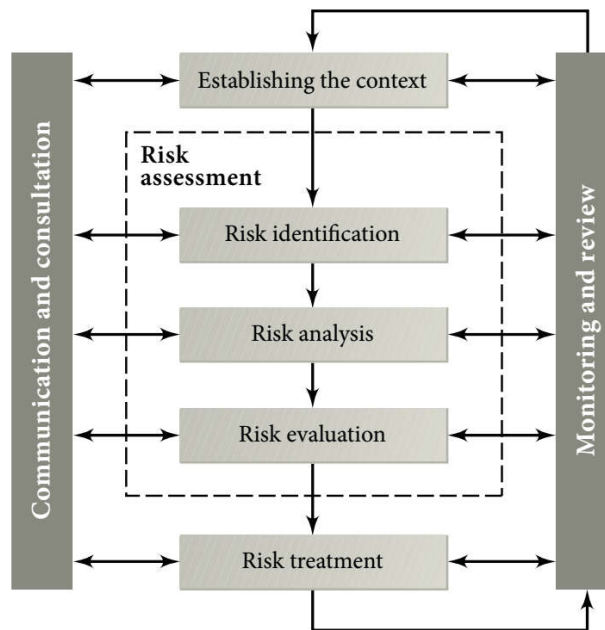 Establishing the context
Risk
assessment
Risk identification
Risk analysis
Risk evaluation
Risk treatment
Communication and consultation
Monitoring and review